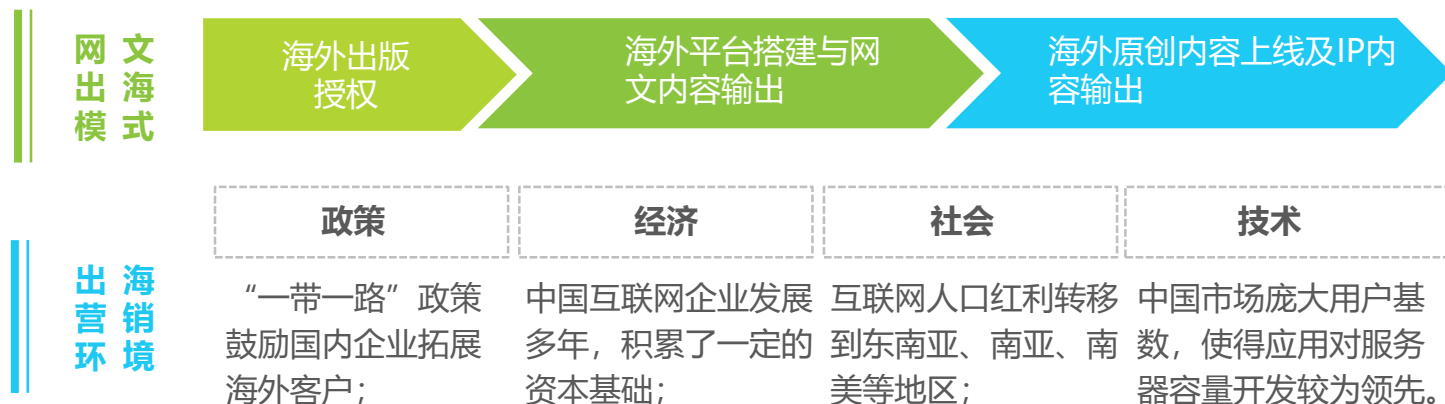 网 文
出 海
模 式
海外出版
授权
海外平台搭建与网
文内容输出
海外原创内容上线及IP内
容输出
出 海
营 销
环 境
政策
“一带一路”政策
鼓励国内企业拓展
海外客户；
经济
中国互联网企业发展
多年，积累了一定的
资本基础；
社会
互联网人口红利转移
到东南亚、南亚、南
美等地区；
技术
中国市场庞大用户基
数，使得应用对服务
器容量开发较为领先。